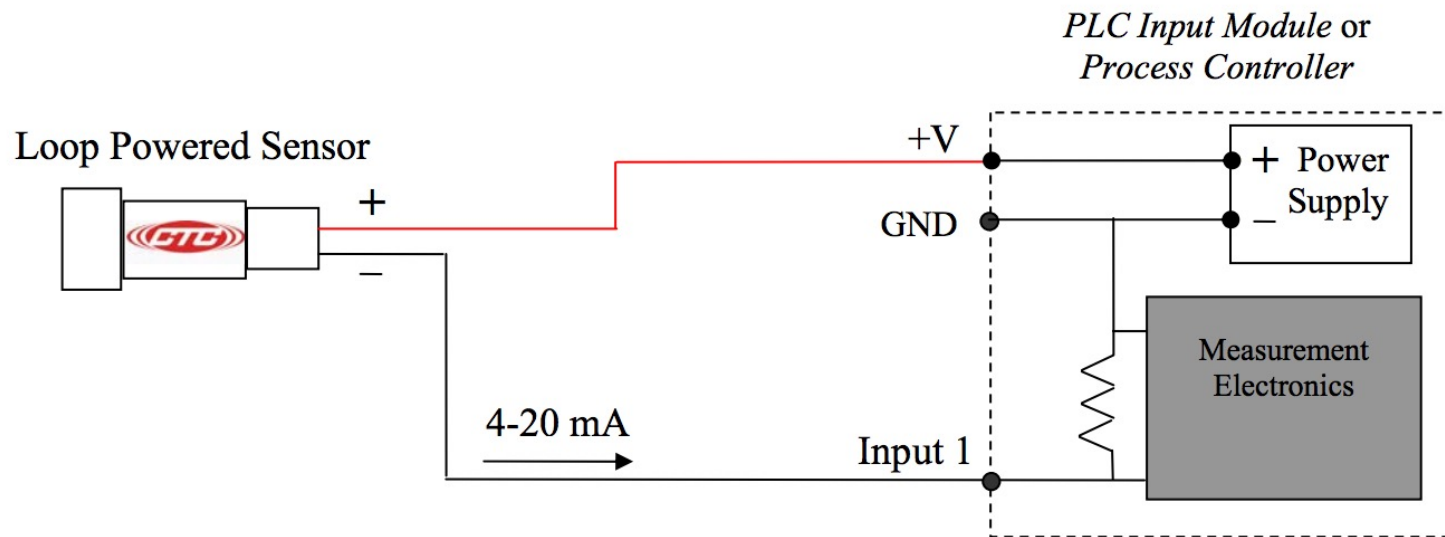 PLC Input Module or
Process Controller
Loop Powered Sensor
CTC
+
–
+V
GND
+ Power
Supply
–
Measurement
Electronics
4-20 mA
Input 1